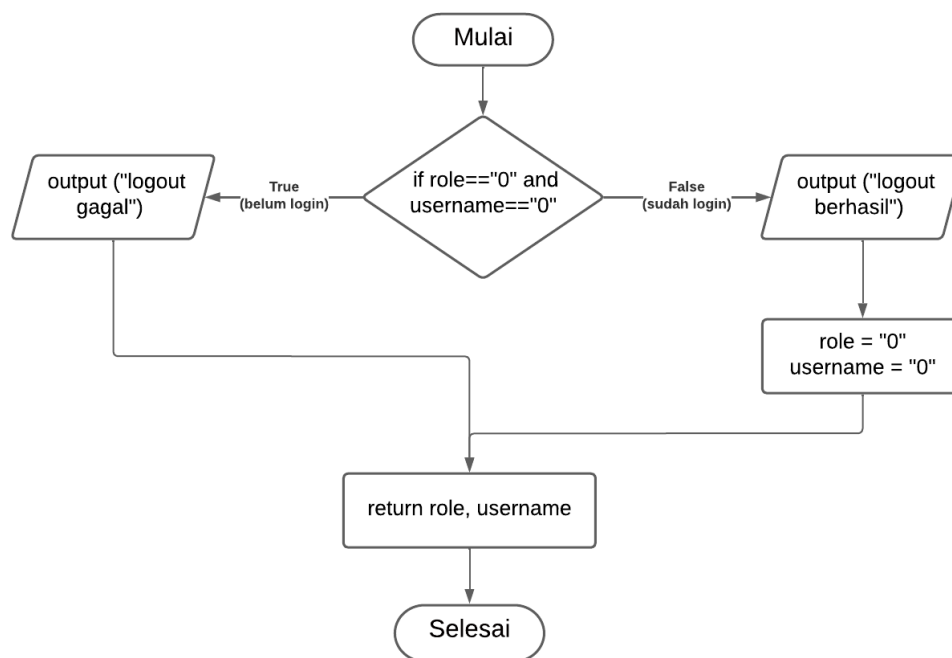 Mulai
if role=="0" and
username=="0"
True
(belum login)
False
(sudah login)
output ("logout
gagal")
output ("logout
berhasil")
role = "0"
username = "0"
return role, username
Selesai